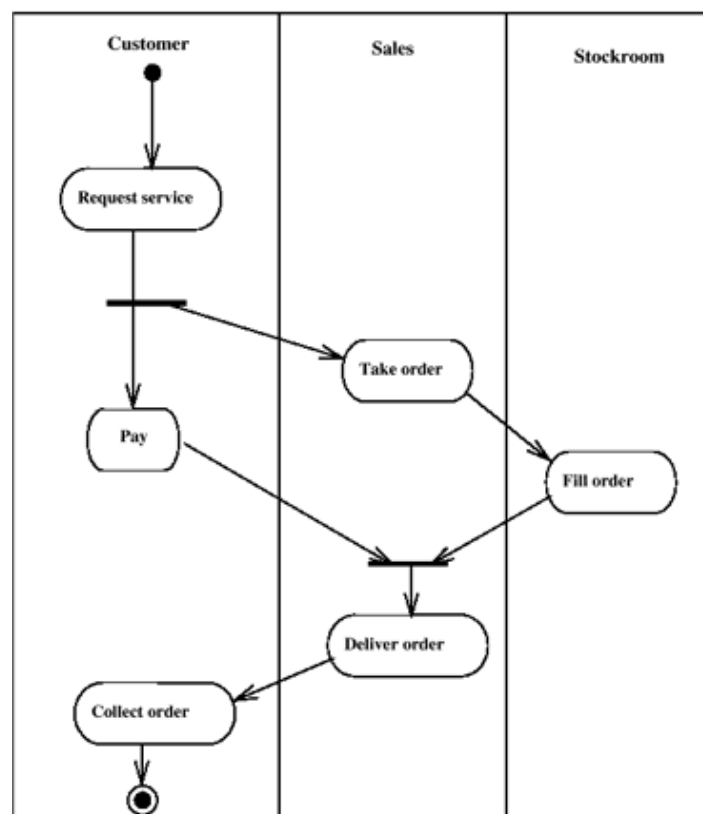 Customer
Sales
Stockroom
Request service
Take order
Pay
Fill order
Deliver order
Collect order